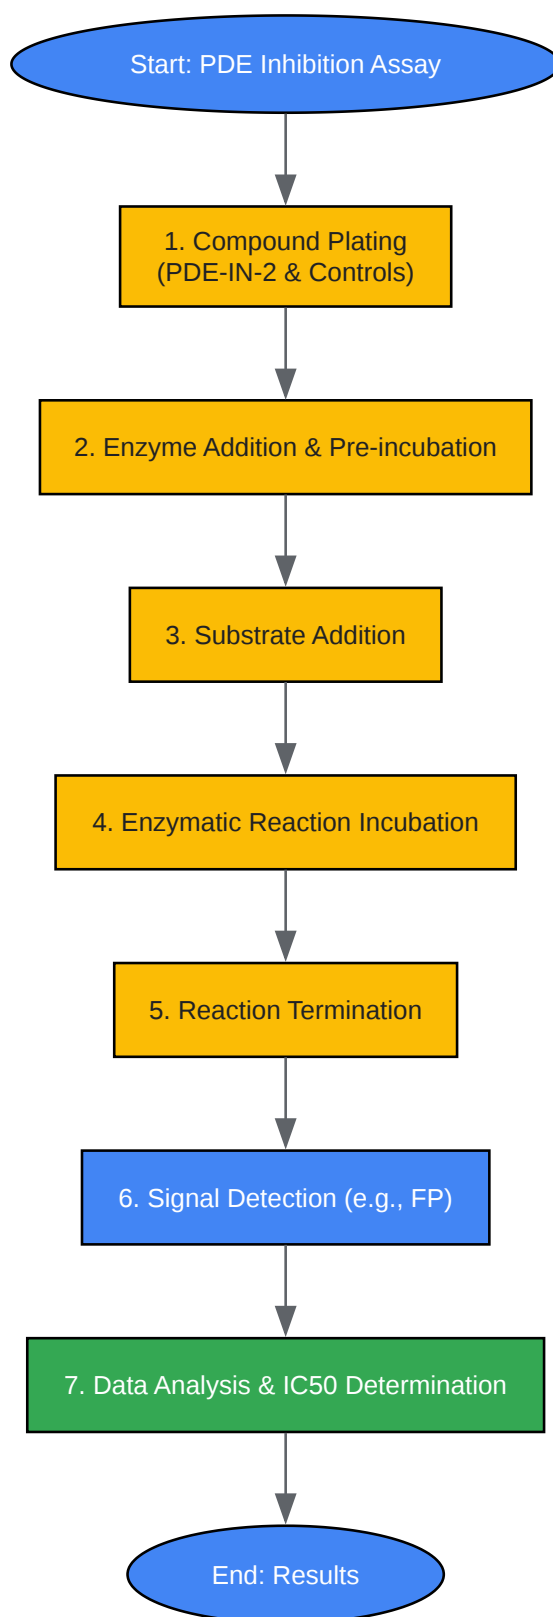 Start: PDE Inhibition Assay
1. Compound Plating
(PDE-IN-2 & Controls)
2. Enzyme Addition & Pre-incubation
3. Substrate Addition
4. Enzymatic Reaction Incubation
5. Reaction Termination
6. Signal Detection (e.g., FP)
7. Data Analysis & IC50 Determination
End: Results